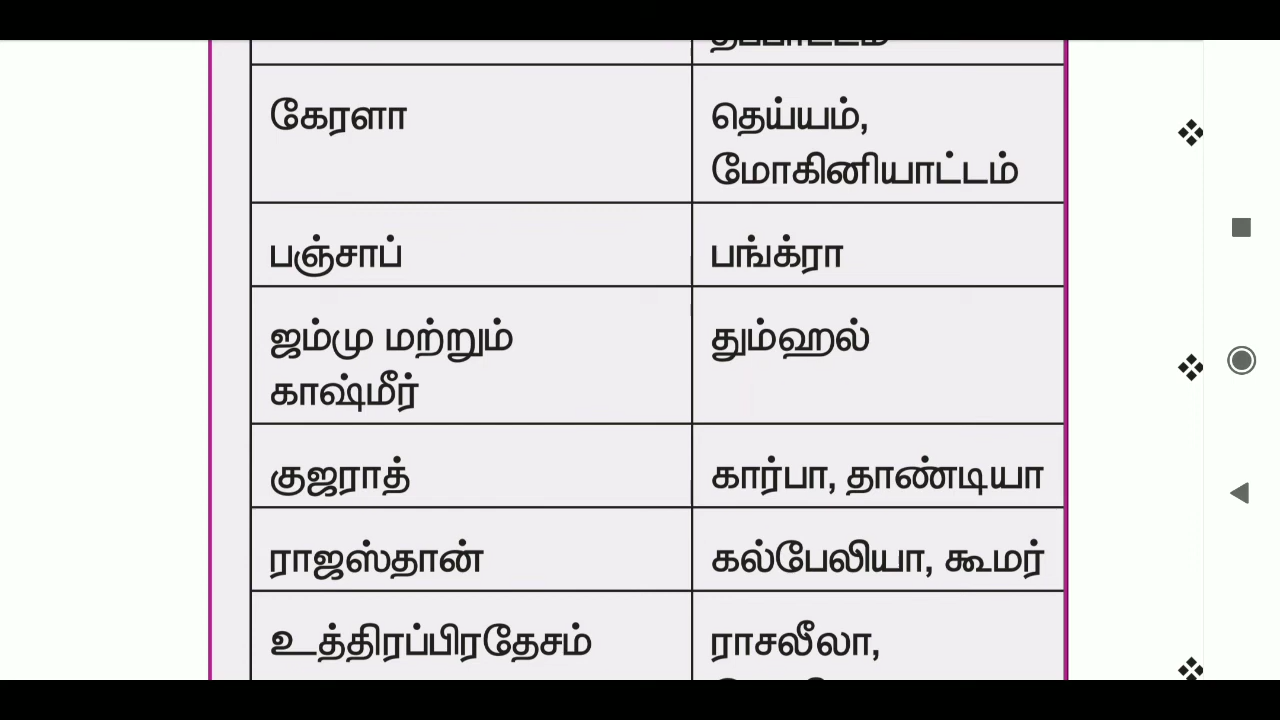 கேரளா
தெய்யம்,
மோகினியாட்டம்
பஞ்சாப்
பங்க்ரா
ஜம்மு மற்றும்
காஷ்மீர்
தும்ஹல்
குஜராத்
கார்பா, தாண்டியா
ராஜஸ்தான்
கல்பேலியா, கூமர்
உத்திரப்பிரதேசம்
ராசலீலா,